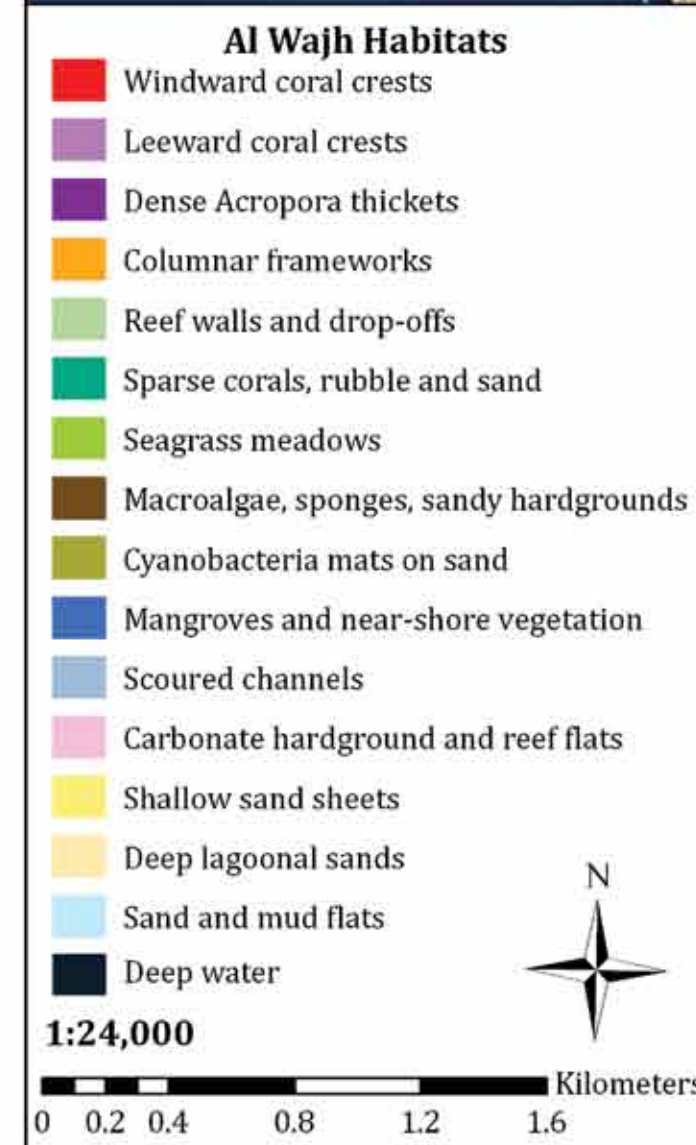 Al Wajh Habitats
Windward coral crests
Leeward coral crests
Dense Acropora thickets
Columnar frameworks
Reef walls and drop-offs
Sparse corals, rubble and sand
Seagrass meadows
Macroalgae, sponges, sandy hardgrounds
Cyanobacteria mats on sand
Mangroves and near-shore vegetation
Scoured channels
Carbonate hardground and reef flats
Shallow sand sheets
Deep lagoonal sands
N
Sand and mud flats
Deep water
1:24,000
Kilometers
0 0.2 0.4 0.8 1.2 1.6